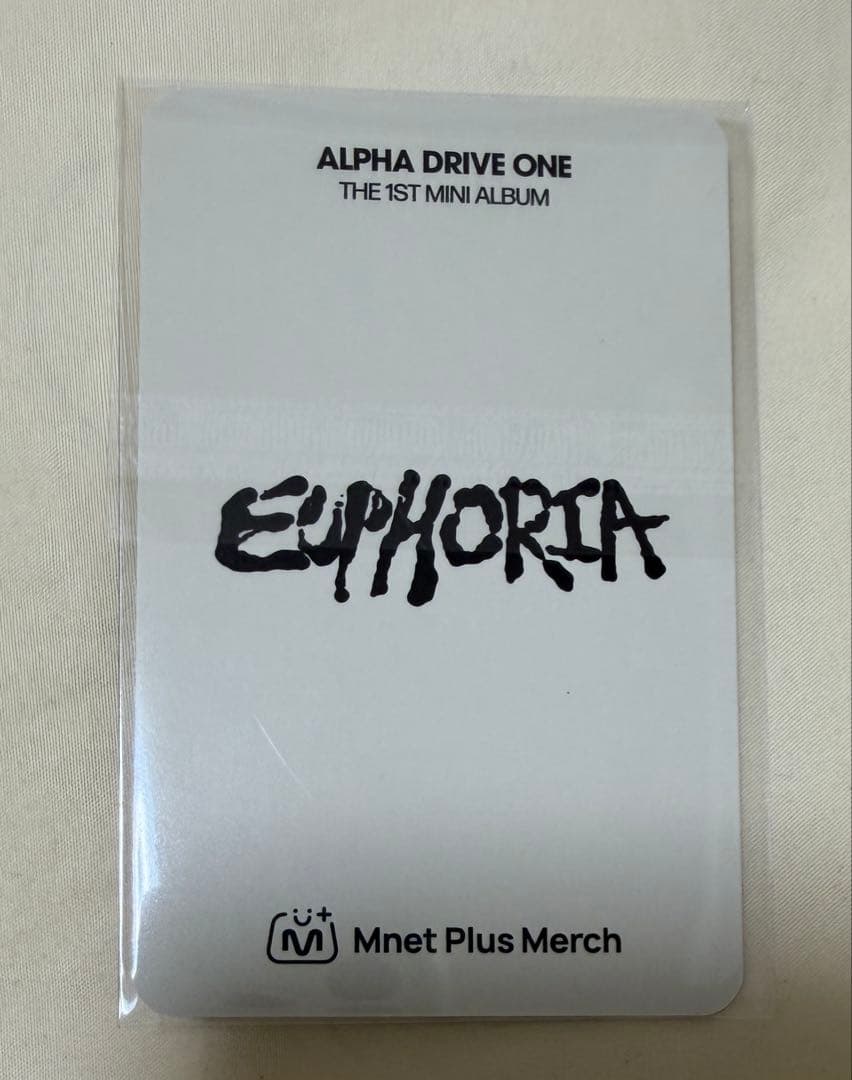 ALPHA DRIVE ONE
THE 1ST MINI ALBUM
EUPHORIA
Mnet Plus Merch